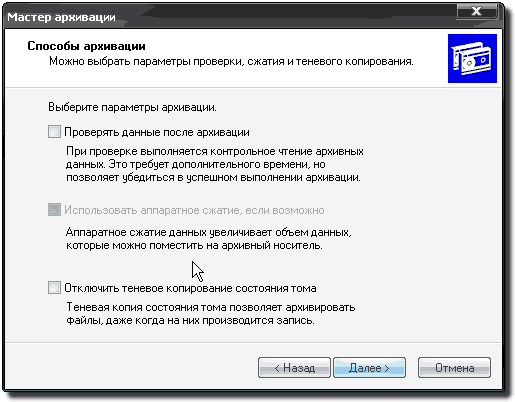 Мастер архивации
Способы архивации
Можно выбрать параметры проверки, сжатия и теневого копирования.
Выберите параметры архивации.
Проверять данные после архивации
При проверке выполняется контрольное чтение архивных
данных. Это требует дополнительного времени, но
позволяет убедиться в успешном выполнении архивации.
Использовать аппаратное сжатие, если возможно
Аппаратное сжатие данных увеличивает объем данных,
которые можно поместить на архивный носитель.
Отключить теневое копирование состояния тома
Теневая копия состояния тома позволяет архивировать
файлы, даже когда на них производится запись.
< Назад
Далее >
Отмена